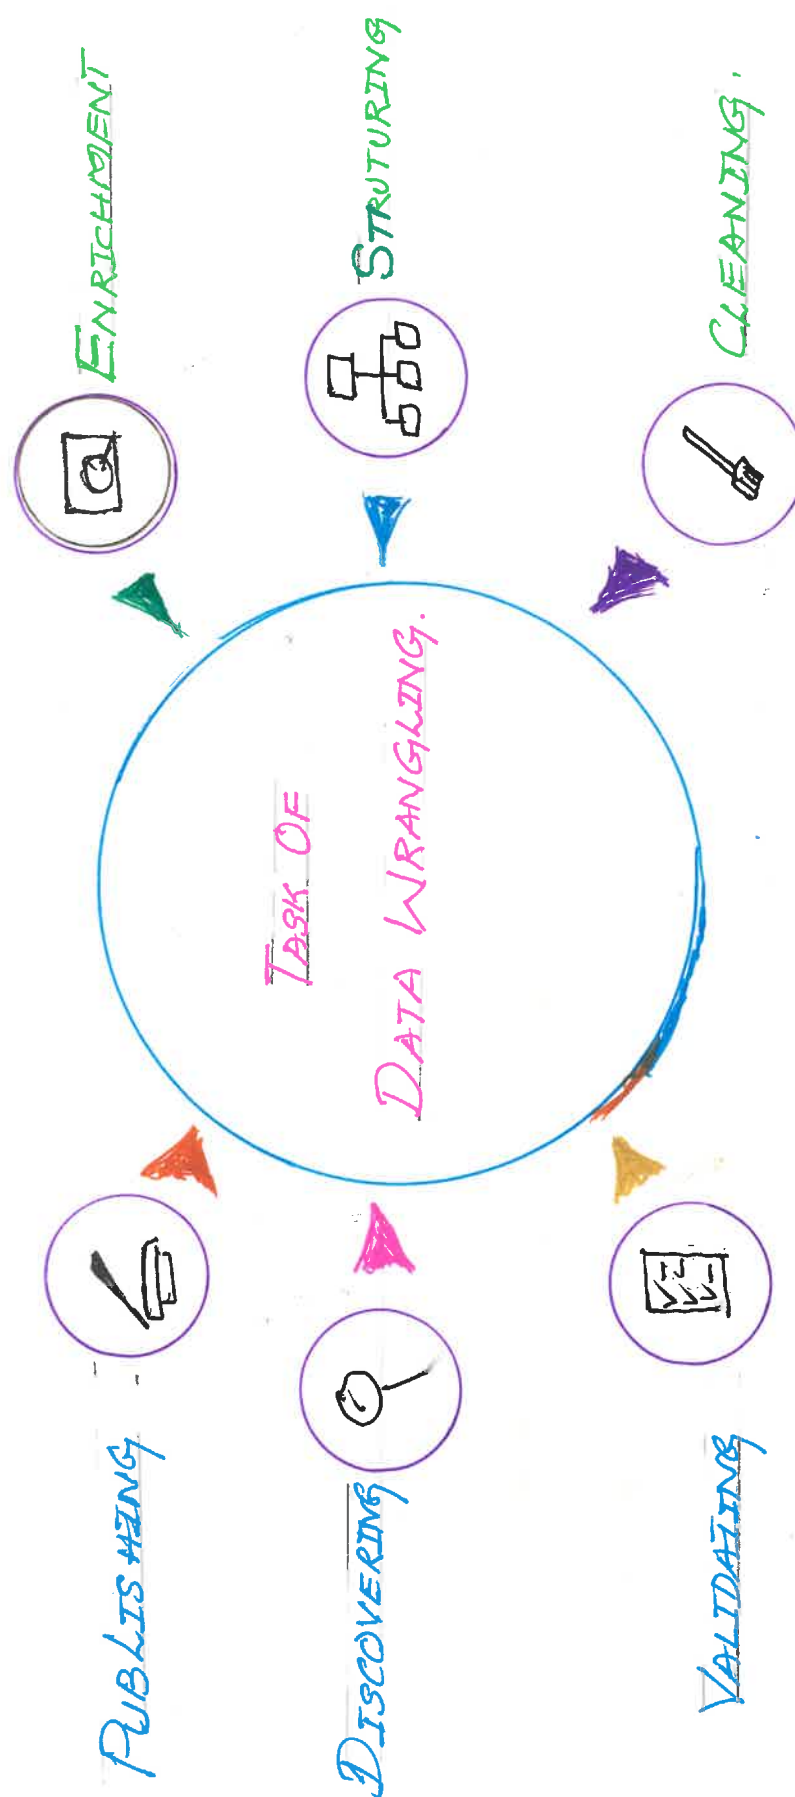 PUBLISHING
ENRICHMENT
TASK OF
DATA WRANGLING.
DISCOVERING
STRUTURING
VALIDATING
CLEANING.